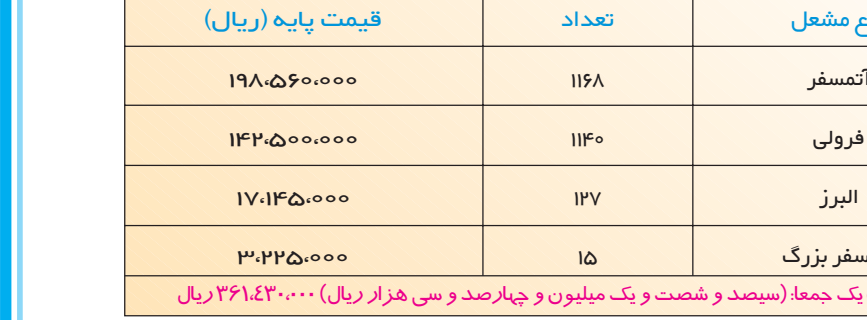 ع مشعل تعداد قیمت پایه (ریال)
آتمسفر ۱۱۶۸ ۱۹۸،۵۶۰،۰۰۰
فرولی ۱۱۴۰ ۱۴۲،۵۰۰،۰۰۰
البرز ۱۲۷ ۱۷،۱۴۵،۰۰۰
سفر بزرگ ۱۵ ۳،۲۲۵،۰۰۰
یک جمعا: (سیصد و شصت و یک میلیون و چهارصد و سی هزار ریال) ۳۶۱،٤۳۰،۰۰۰ ریال